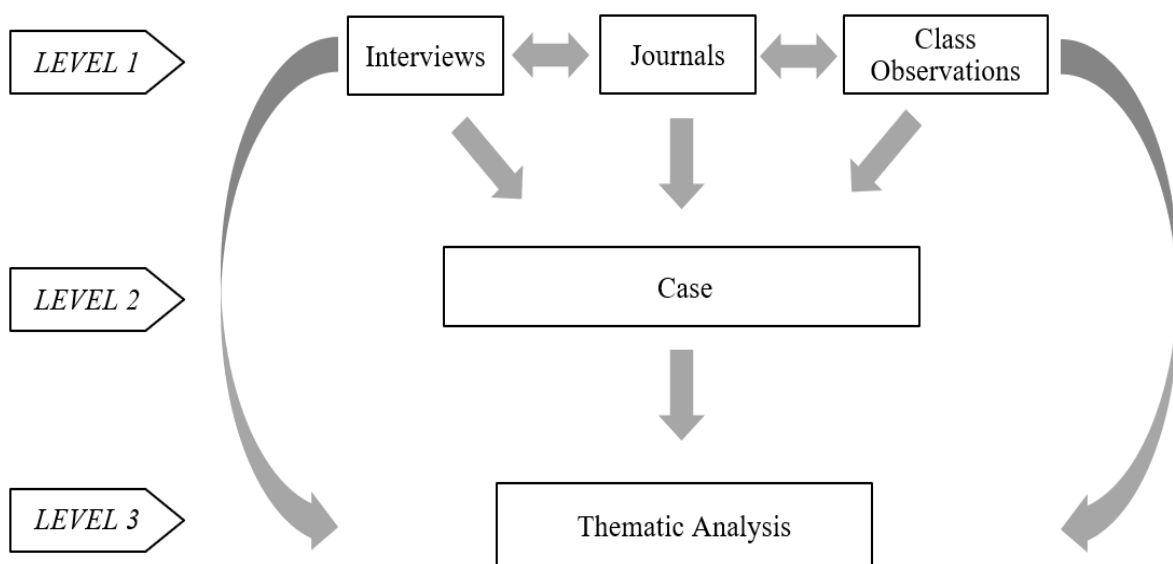 LEVEL 1
Interviews
Journals
Class
Observations
LEVEL 2
Case
LEVEL 3
Thematic Analysis